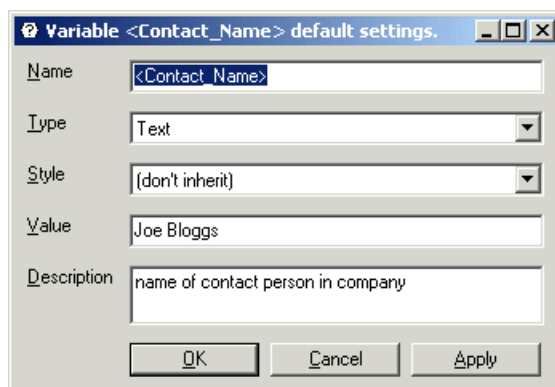 Variable <Contact_Name> default settings.
Name <Contact_Name>
Type Text
Style (don't inherit)
Value Joe Bloggs
Description name of contact person in company
OK Cancel Apply